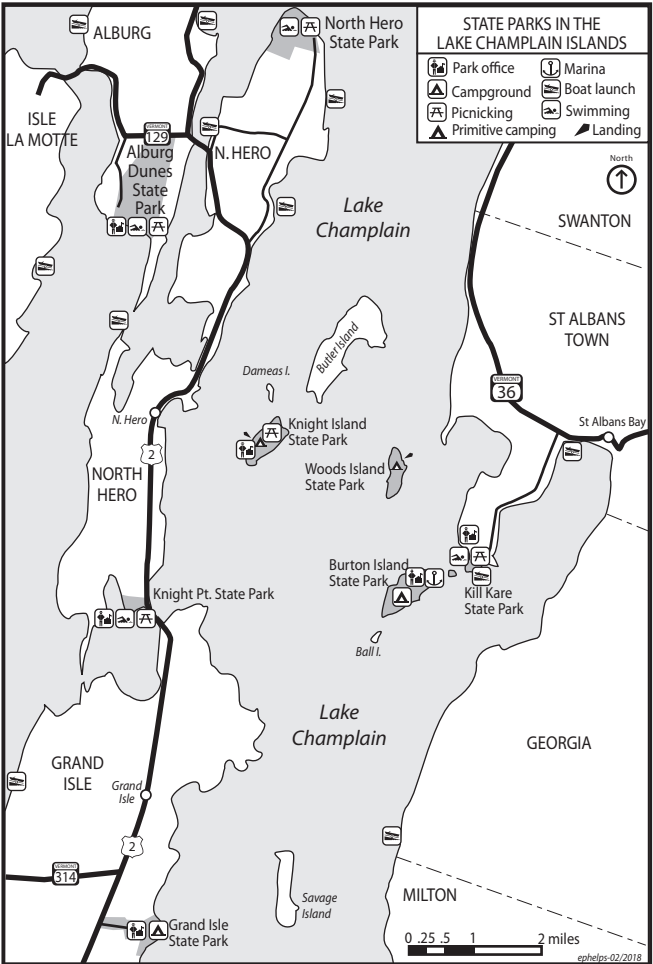 STATE PARKS IN THE
LAKE CHAMPLAIN ISLANDS
Park office
Marina
Campground
Boat launch
Picnicking
Swimming
Primitive camping
Landing
North
ALBURG
North Hero
State Park
ISLE
LA MOTTE
VERMONT
129
N. HERO
Alburg
Dunes
State
Park
Lake
Champlain
SWANTON
ST ALBANS
TOWN
Butler Island
Dameas I.
VERMONT
36
N. Hero
Knight Island
State Park
St Albans Bay
2
Woods Island
State Park
NORTH
HERO
Burton Island
State Park
Kill Kare
State Park
Knight Pt. State Park
Ball I.
Lake
Champlain
GEORGIA
GRAND
ISLE
Grand
Isle
2
VERMONT
314
Savage
Island
MILTON
Grand Isle
State Park
0 .25 .5 1 2 miles
ephelps-02/2018